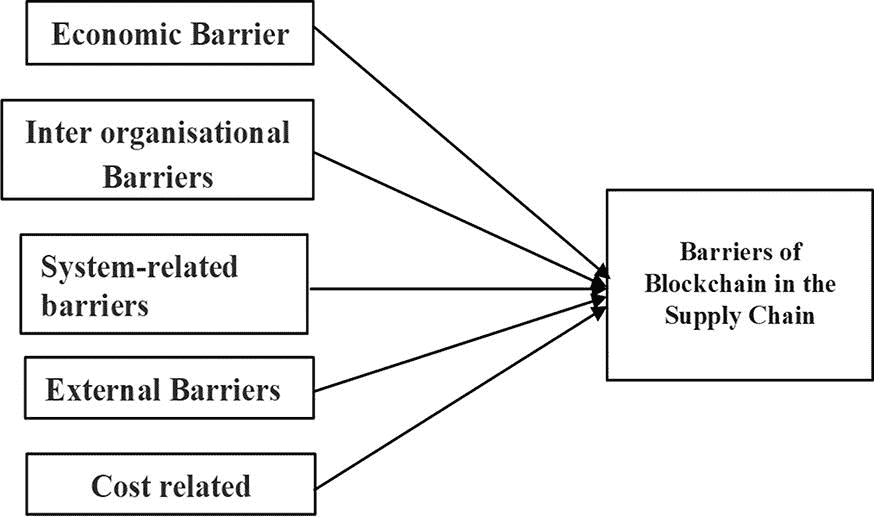 Economic Barrier
Inter organisational
Barriers
System-related
barriers
External Barriers
Cost related
Barriers of
Blockchain in the
Supply Chain